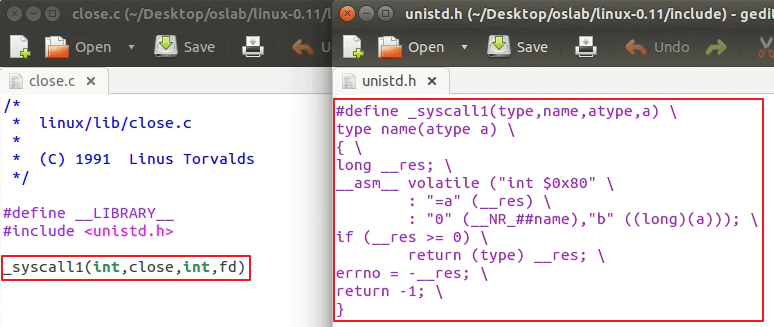 close.c (~/Desktop/oslab/linux-0.11/l
Open
Save
Un
close.c
/*
 *  linux/lib/close.c
 *
 *  (C) 1991  Linus Torvalds
 */
#define __LIBRARY__
#include <unistd.h>
_syscall1(int,close,int,fd)
unistd.h (~/Desktop/oslab/linux-0.11/include) - gedi
Open
Save
Undo
unistd.h
#define _syscall1(type,name,atype,a) \
type name(atype a) \
{ \
long __res; \
__asm__ volatile ("int $0x80" \
        : "=a" (__res) \
        : "0" (__NR_##name),"b" ((long)(a))); \
if (__res >= 0) \
        return (type) __res; \
errno = -__res; \
return -1; \
}